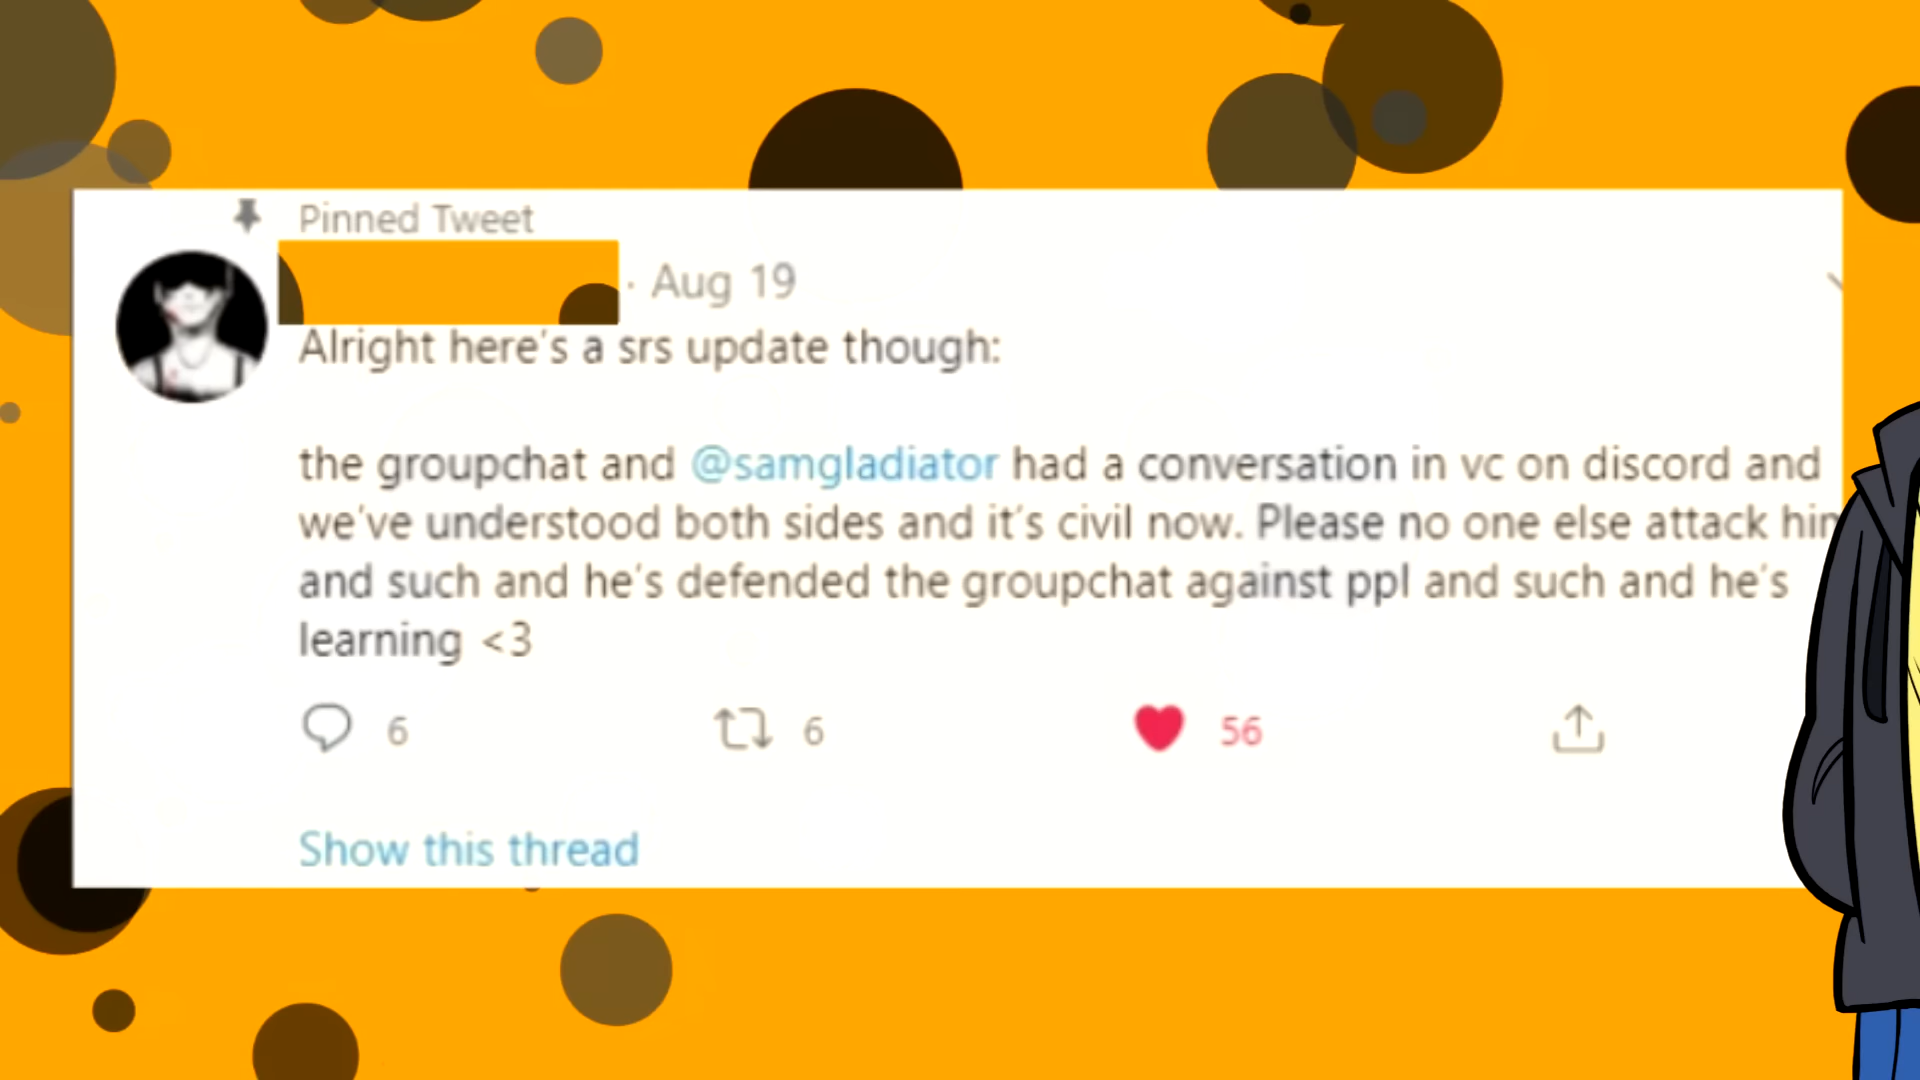 Pinned Tweet
· Aug 19
Alright here's a srs update though:
the groupchat and @samgladiator had a conversation in vc on discord and
we've understood both sides and it's civil now. Please no one else attack
and such and he's defended the groupchat against ppl and such and he's
learning <3
6 6 56
Show this thread